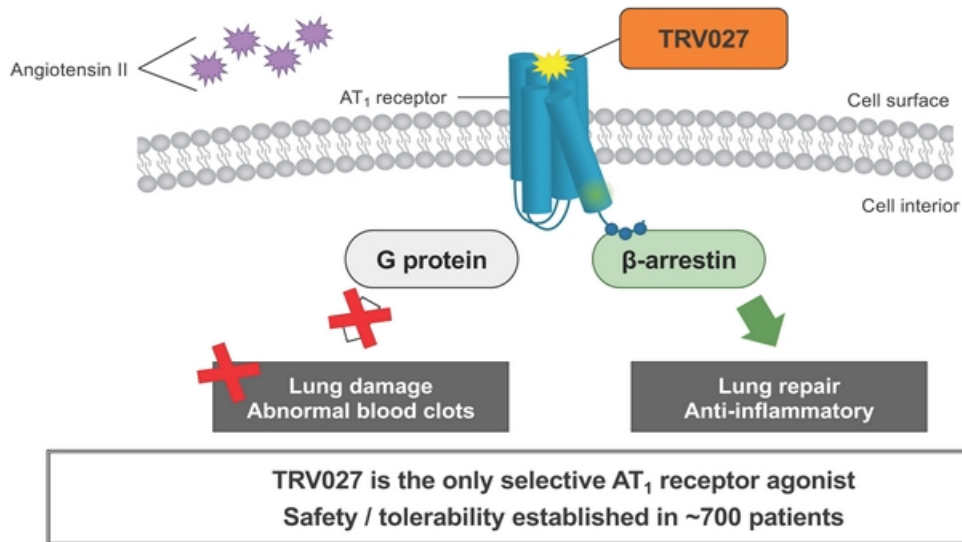 TRV027
Angiotensin II
AT₁ receptor
Cell surface
Cell interior
G protein
β-arrestin
Lung damage
Abnormal blood clots
Lung repair
Anti-inflammatory
TRV027 is the only selective AT₁ receptor agonist
Safety / tolerability established in ~700 patients